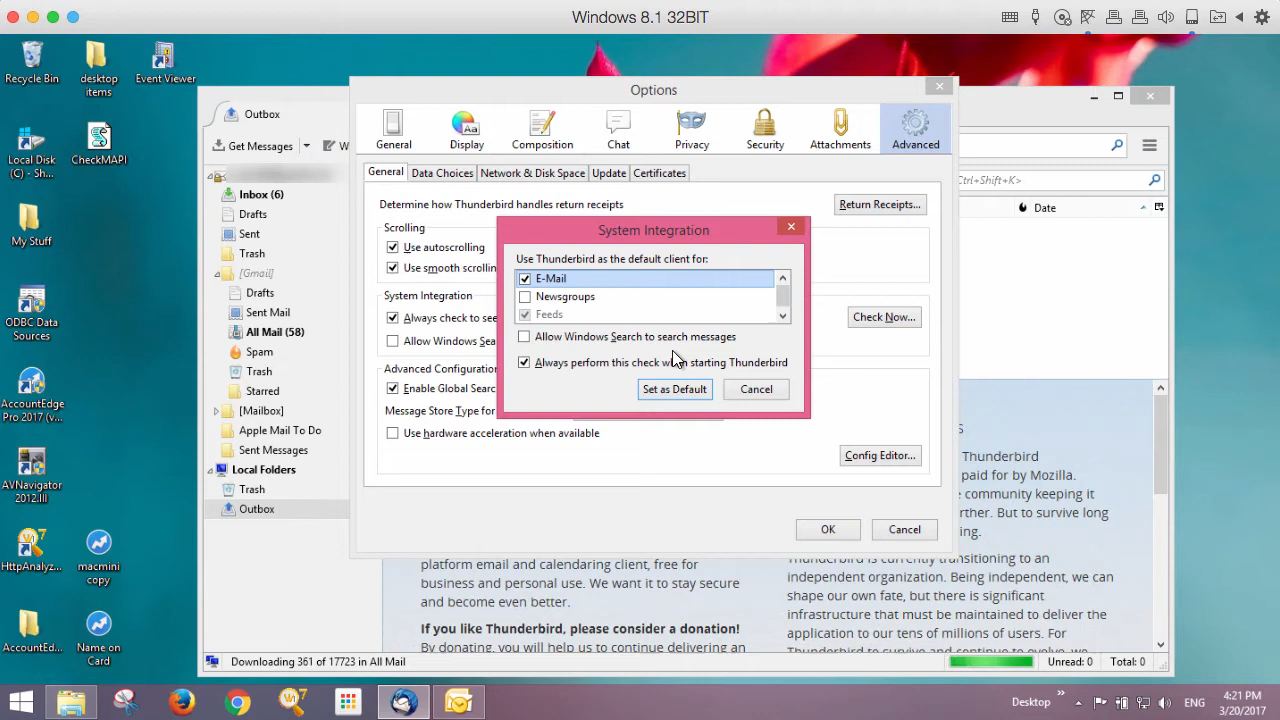 Windows 8.1 32BIT
Recycle Bin
desktop items
Event Viewer
Local Disk (C) - Sh...
CheckMAPI
My Stuff
ODBC Data Sources
AccountEdge Pro 2017 (v...
AVNavigator 2012.III
HttpAnalyz...
macmini copy
AccountEd...
Name on Card
Outbox
Get Messages
W
Inbox (6)
Drafts
Sent
Trash
[Gmail]
Drafts
Sent Mail
All Mail (58)
Spam
Trash
Starred
[Mailbox]
Apple Mail To Do
Sent Messages
Local Folders
Trash
Outbox
Options
General
Display
Composition
Chat
Privacy
Security
Attachments
Advanced
General
Data Choices
Network & Disk Space
Update
Certificates
Determine how Thunderbird handles return receipts
Return Receipts...
Scrolling
Use autoscrolling
Use smooth scrollin
System Integration
Always check to see
Check Now...
Allow Windows Sea
Advanced Configuration
Enable Global Searc
Message Store Type for
Use hardware acceleration when available
Config Editor...
OK
Cancel
System Integration
Use Thunderbird as the default client for:
E-Mail
Newsgroups
Feeds
Allow Windows Search to search messages
Always perform this check when starting Thunderbird
Set as Default
Cancel
Ctrl+Shift+K>
Date
Thunderbird
paid for by Mozilla.
community keeping it
rther. But to survive long
ng.
Thunderbird is currently transitioning to an
independent organization. Being independent, we can
shape our own fate, but there is significant
infrastructure that must be maintained to deliver the
application to our tens of millions of users. For
Thunderbird to survive and continue to evolve, we
platform email and calendaring client, free for
business and personal use. We want it to stay secure
and become even better.
If you like Thunderbird, please consider a donation!
By donating, you will help us to continue delivering an
Downloading 361 of 17723 in All Mail
Unread: 0
Total: 0
Desktop
ENG
4:21 PM
3/20/2017